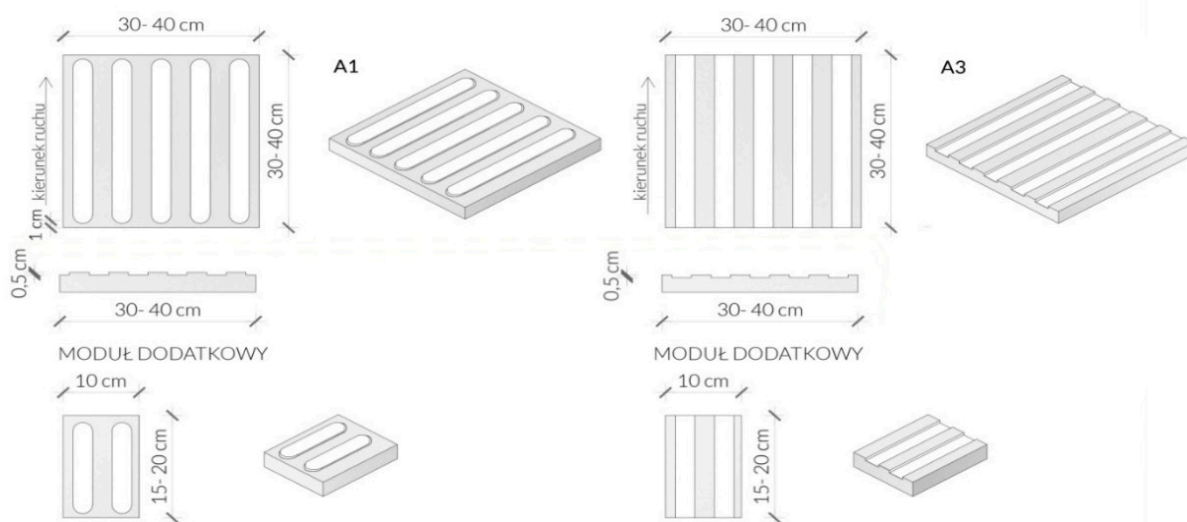 30- 40 cm
A1
kierunek ruchu
30- 40 cm
1 cm
0,5 cm
30- 40 cm
MODUŁ DODATKOWY
10 cm
15- 20 cm
30- 40 cm
A3
kierunek ruchu
30- 40 cm
0,5 cm
30- 40 cm
MODUŁ DODATKOWY
10 cm
15- 20 cm